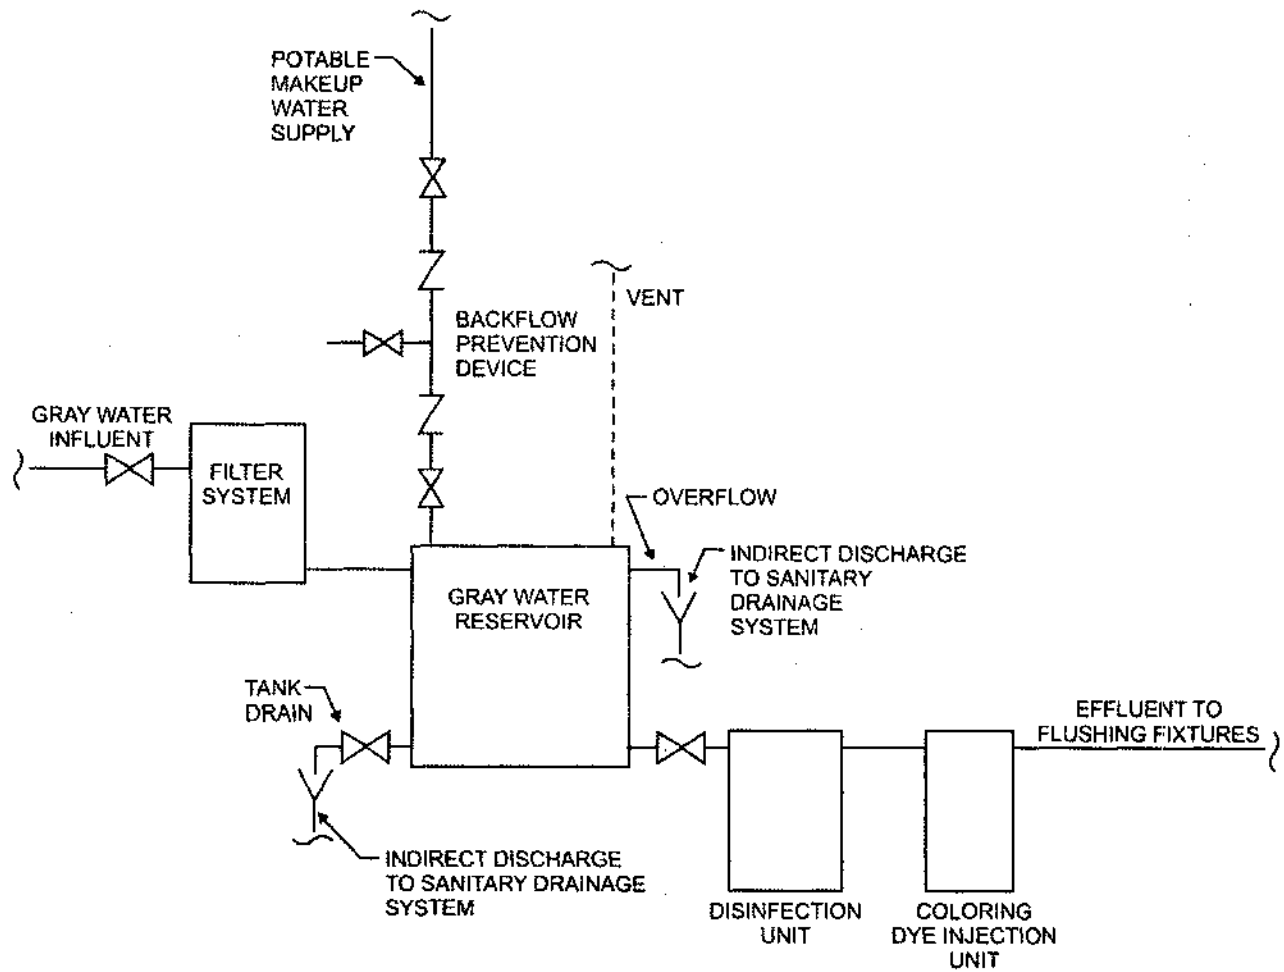 POTABLE
MAKEUP
WATER
SUPPLY
VENT
BACKFLOW
PREVENTION
DEVICE
GRAY WATER
INFLUENT
FILTER
SYSTEM
OVERFLOW
INDIRECT DISCHARGE
TO SANITARY
DRAINAGE
SYSTEM
GRAY WATER
RESERVOIR
TANK
DRAIN
EFFLUENT TO
FLUSHING FIXTURES
INDIRECT DISCHARGE
TO SANITARY DRAINAGE
SYSTEM
DISINFECTION
UNIT
COLORING
DYE INJECTION
UNIT